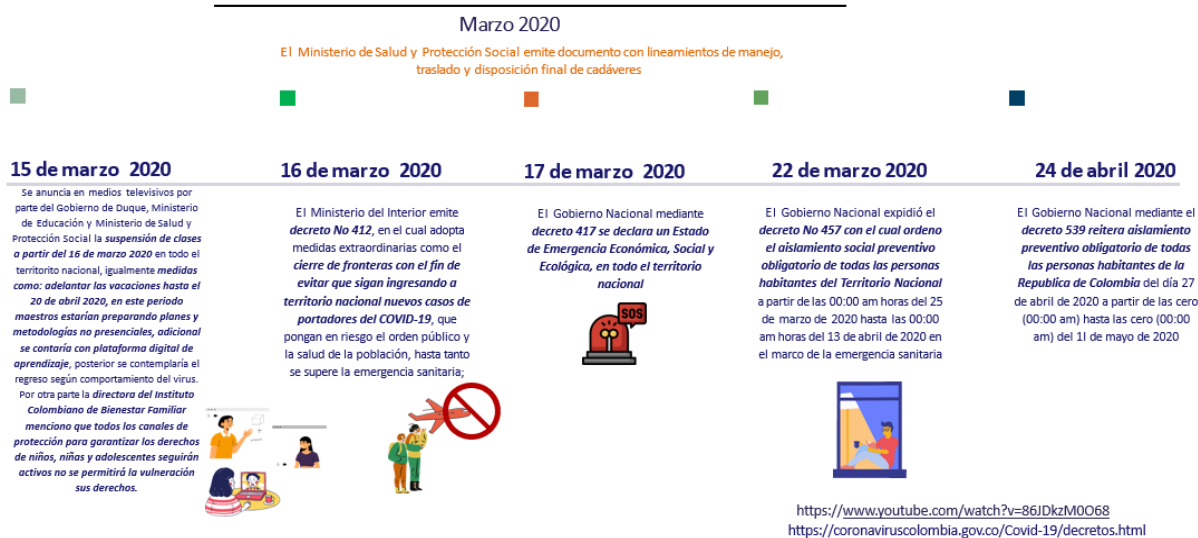 Marzo 2020
El Ministerio de Salud y Protección Social emite documento con lineamientos de manejo,
traslado y disposición final de cadáveres
15 de marzo 2020
Se anuncia en medios televisivos por
parte del Gobierno de Duque, Ministerio
de Educación y Ministerio de Salud y
Protección Social la suspensión de clases
a partir del 16 de marzo 2020 en todo el
territorito nacional, igualmente medidas
como: adelantar las vacaciones hasta el
20 de abril 2020, en este periodo
maestros estarían preparando planes y
metodologías no presenciales, adicional
se contaría con plataforma digital de
aprendizaje, posterior se contemplaría el
regreso según comportamiento del virus.
Por otra parte la directora del Instituto
Colombiano de Bienestar Familiar
menciono que todos los canales de
protección para garantizar los derechos
de niños, niñas y adolescentes seguirán
activos no se permitirá la vulneración
sus derechos.
16 de marzo 2020
El Ministerio del Interior emite
decreto No 412, en el cual adopta
medidas extraordinarias como el
cierre de fronteras con el fin de
evitar que sigan ingresando a
territorio nacional nuevos casos de
portadores del COVID-19, que
pongan en riesgo el orden público y
la salud de la población, hasta tanto
se supere la emergencia sanitaria;
17 de marzo 2020
El Gobierno Nacional mediante
decreto 417 se declara un Estado
de Emergencia Económica, Social y
Ecológica, en todo el territorio
nacional
SOS
22 de marzo 2020
El Gobierno Nacional expidió el
decreto No 457 con el cual ordeno
el aislamiento social preventivo
obligatorio de todas las personas
habitantes del Territorio Nacional
a partir de las 00:00 am horas del 25
de marzo de 2020 hasta las 00:00
am horas del 13 de abril de 2020 en
el marco de la emergencia sanitaria
24 de abril 2020
El Gobierno Nacional mediante el
decreto 539 reitera aislamiento
preventivo obligatorio de todas
las personas habitantes de la
Republica de Colombia del día 27
de abril de 2020 a partir de las cero
(00:00 am) hasta las cero (00:00
am) del 1I de mayo de 2020
https://www.youtube.com/watch?v=86JDkzM0O68
https://coronaviruscolombia.gov.co/Covid-19/decretos.html